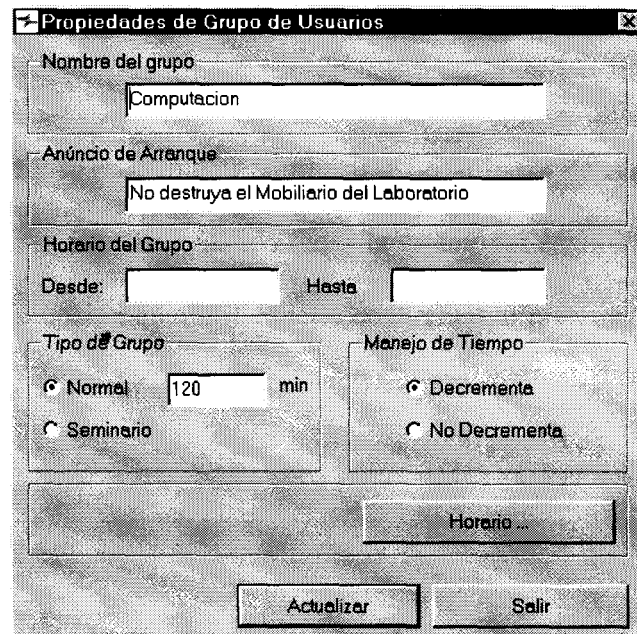 Propiedades de Grupo de Usuarios
Nombre del grupo
Computacion
Anúncio de Arranque
No destruya el Mobiliario del Laboratorio
Horario del Grupo
Desde: Hasta
Tipo de Grupo Manejo de Tiempo
Normal 120 min Decrementa
Seminario No Decrementa
Horario ...
Actualizar Salir